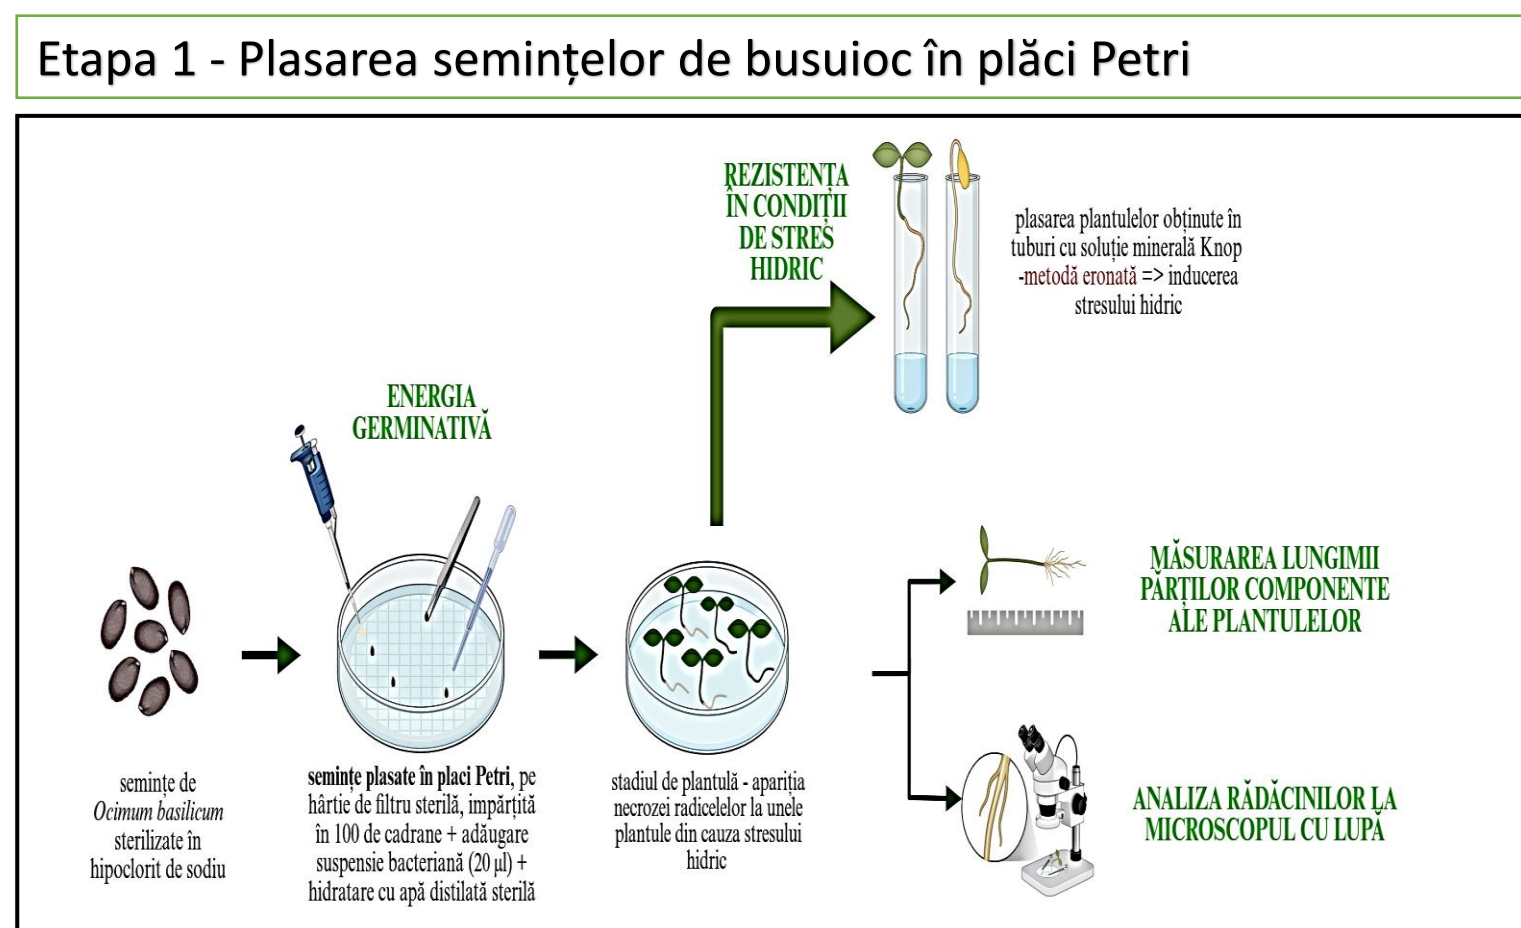 Etapa 1 - Plasarea semințelor de busuioc în plăci Petri
REZISTENȚA
ÎN CONDIȚII
DE STRES
HIDRIC
plasarea plantulelor obținute în
tuburi cu soluție minerală Knop
-metodă eronată => inducerea
stresului hidric
ENERGIA
GERMINATIVĂ
semințe de
Ocimum basilicum
sterilizate în
hipoclorit de sodiu
semințe plasate în placi Petri, pe
hârtie de filtru sterilă, impărțită
în 100 de cadrane + adăugare
suspensie bacteriană (20 µl) +
hidratare cu apă distilată sterilă
stadiul de plantulă - apariția
necrozei radicelelor la unele
plantule din cauza stresului
hidric
MĂSURAREA LUNGIMII
PĂRȚILOR COMPONENTE
ALE PLANTULELOR
ANALIZA RĂDĂCINILOR LA
MICROSCOPUL CU LUPĂ